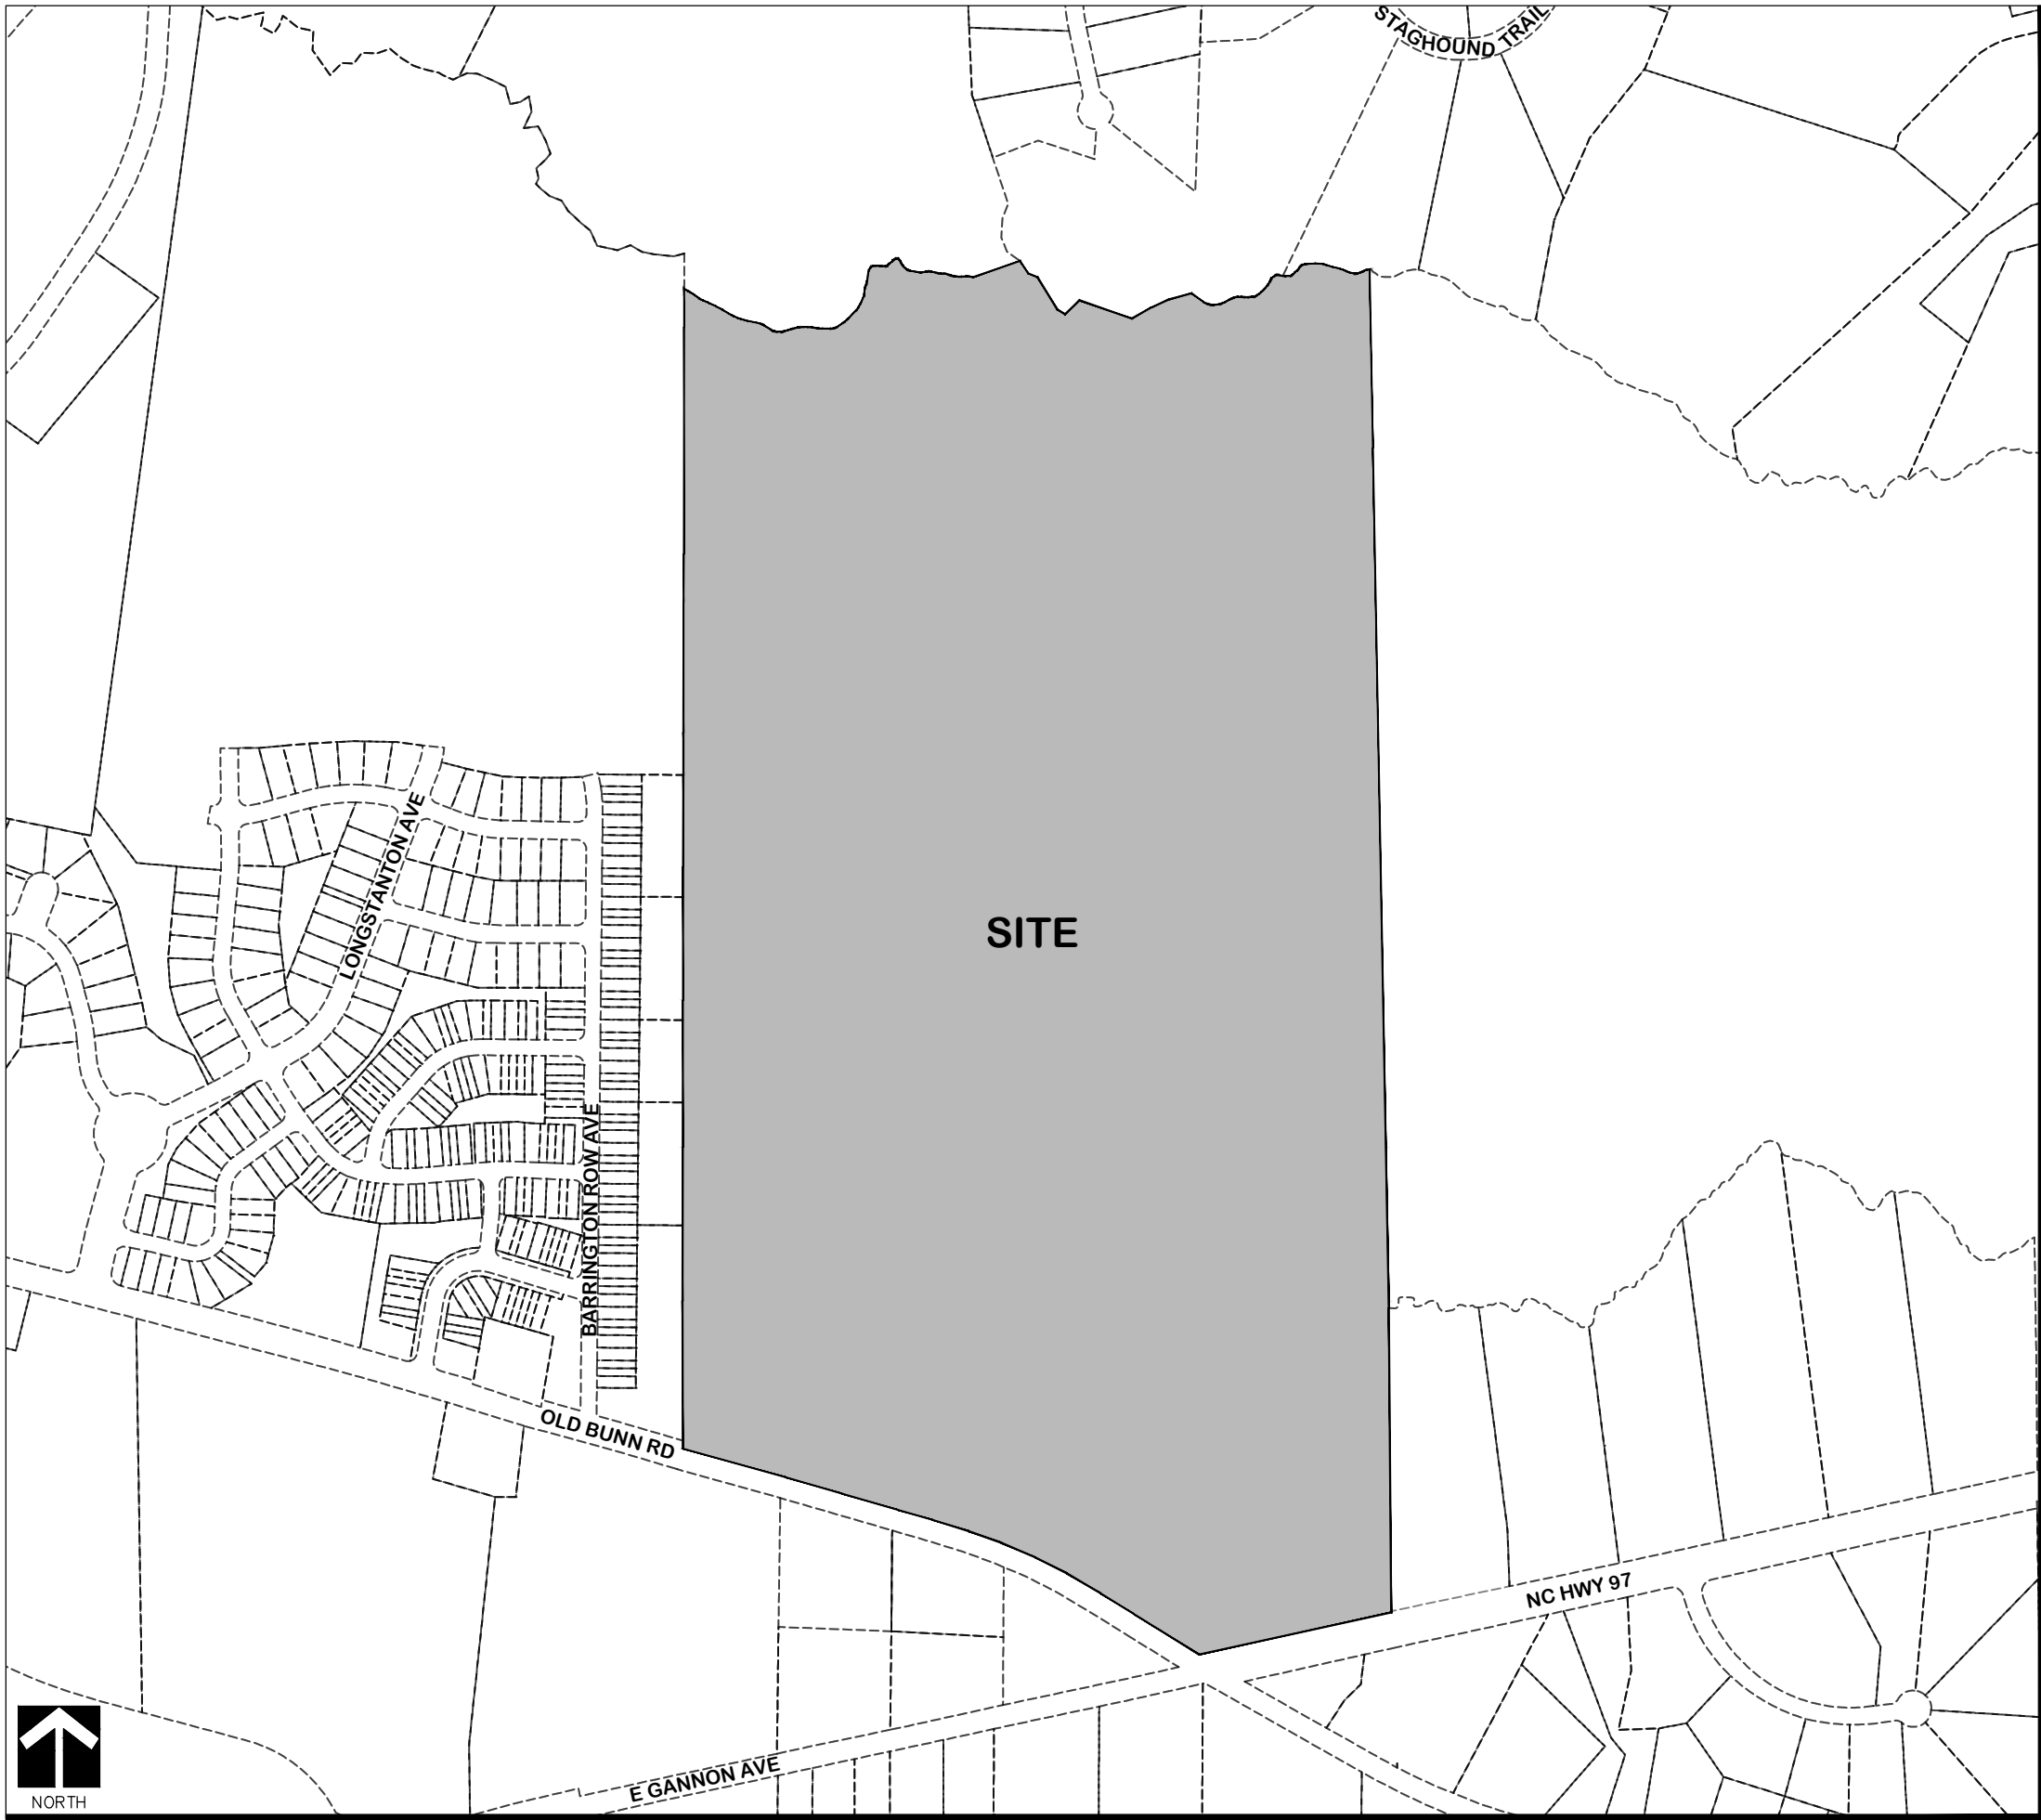 STAGHOUND TRAIL
LONGSTANTON AVE
SITE
BARRINGTON ROW AVE
OLD BUNN RD
NC HWY 97
E GANNON AVE
NORTH